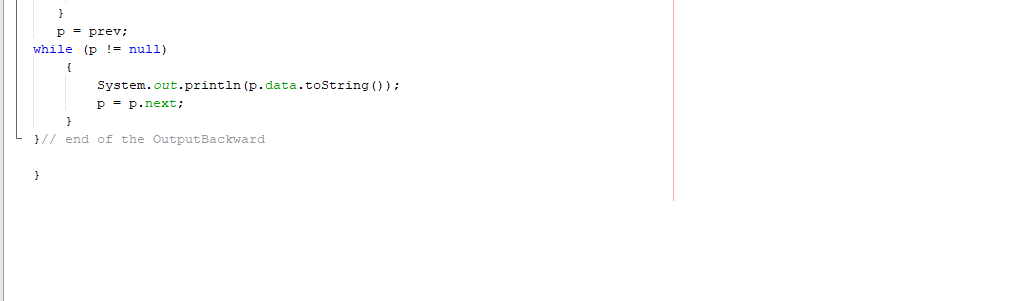 }
p = prev;
while (p != null)
{
System.out.println(p.data.toString());
p = p.next;
}
}// end of the OutputBackward
}